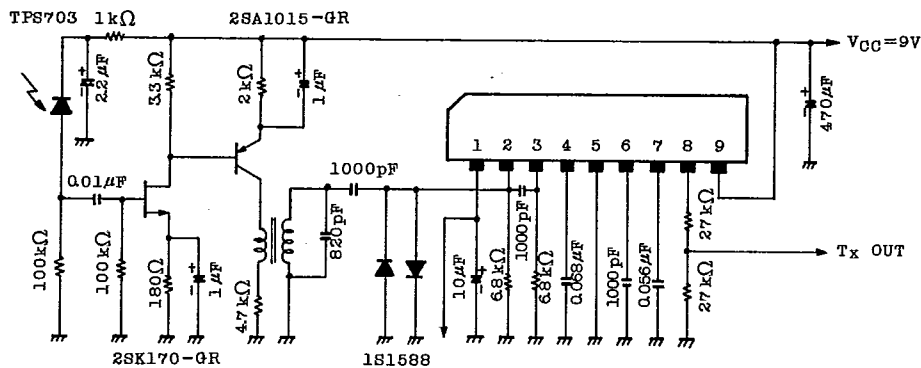 TPS703
1kΩ
2SA1015-GR
VCC=9V
2.2μF
+
-
3.3kΩ
2kΩ
+
-
1μF
+
-
470μF
1 2 3 4 5 6 7 8 9
0.01μF
1000pF
1000pF
27kΩ
TX OUT
100kΩ
100kΩ
180Ω
+
-
1μF
4.7kΩ
820pF
10μF
+
-
6.8kΩ
6.8kΩ
0.068μF
1000pF
0.056μF
27kΩ
2SK170-GR
1S1588